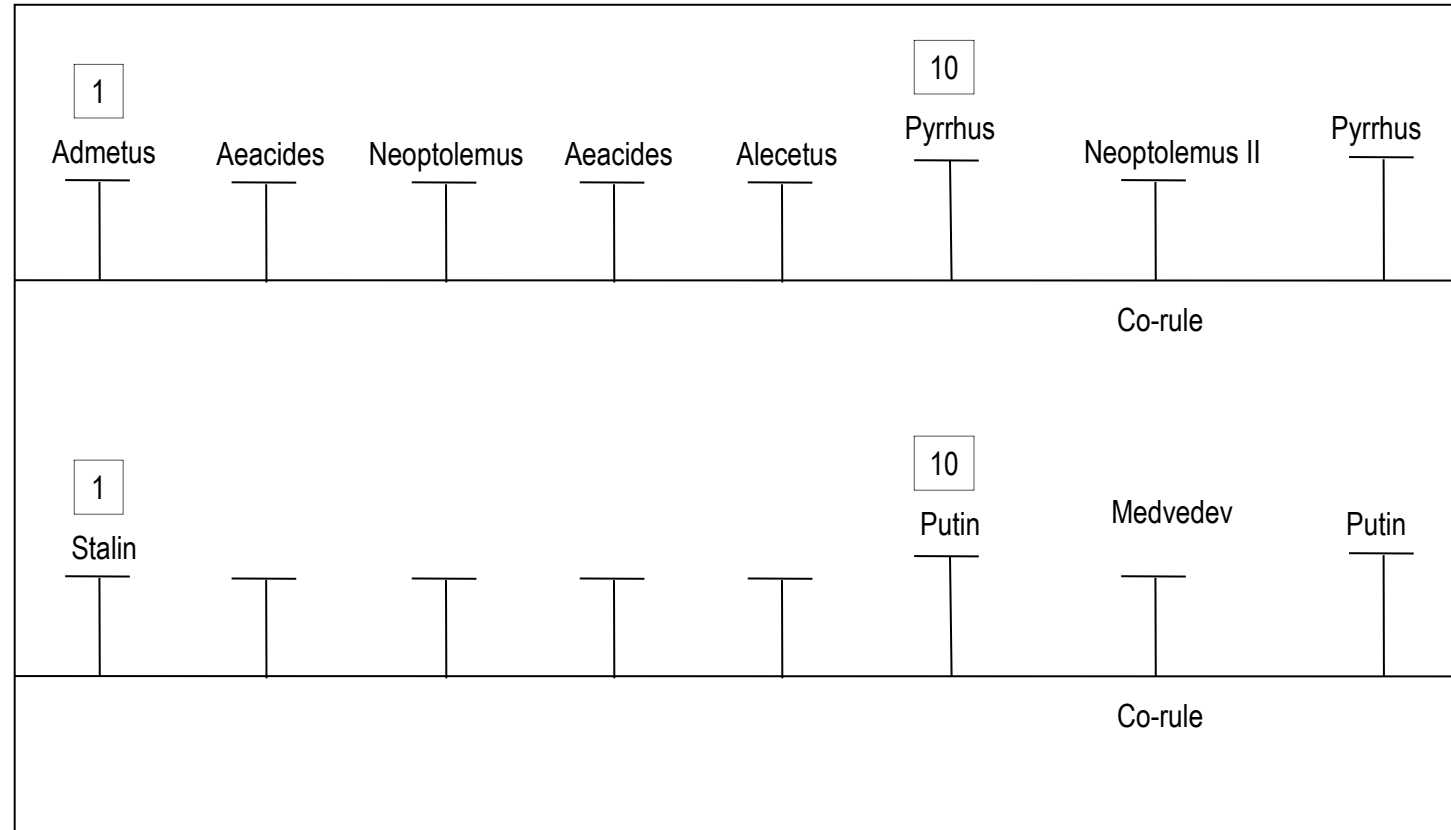 1
10
Admetus
Aeacides
Neoptolemus
Aeacides
Alecetus
Pyrrhus
Neoptolemus II
Pyrrhus
Co-rule
1
10
Stalin
Putin
Medvedev
Putin
Co-rule